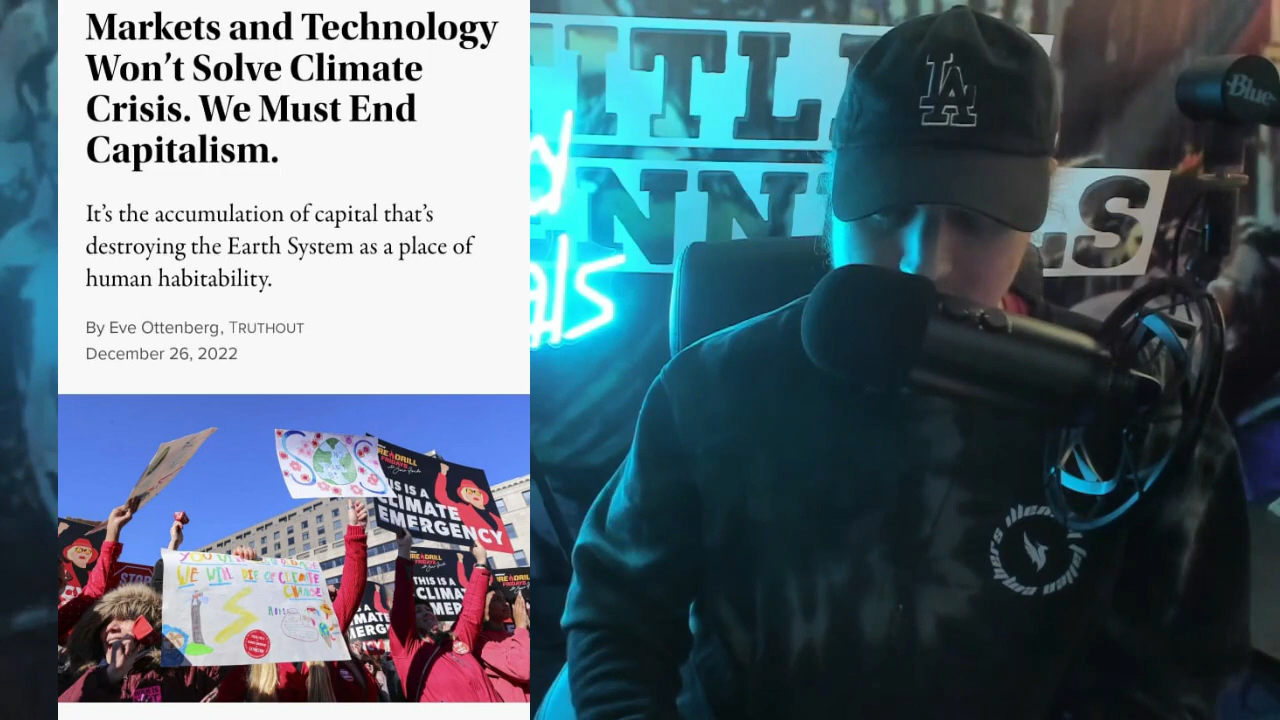 Markets and Technology
Won’t Solve Climate
Crisis. We Must End
Capitalism.
It’s the accumulation of capital that’s
destroying the Earth System as a place of
human habitability.
By Eve Ottenberg, TRUTHOUT
December 26, 2022
SOS
THIS IS A
CLIMATE
EMERGENCY
WE WILL DIE OF CLIMATE
CHANGE
THIS IS A
LA
Blue